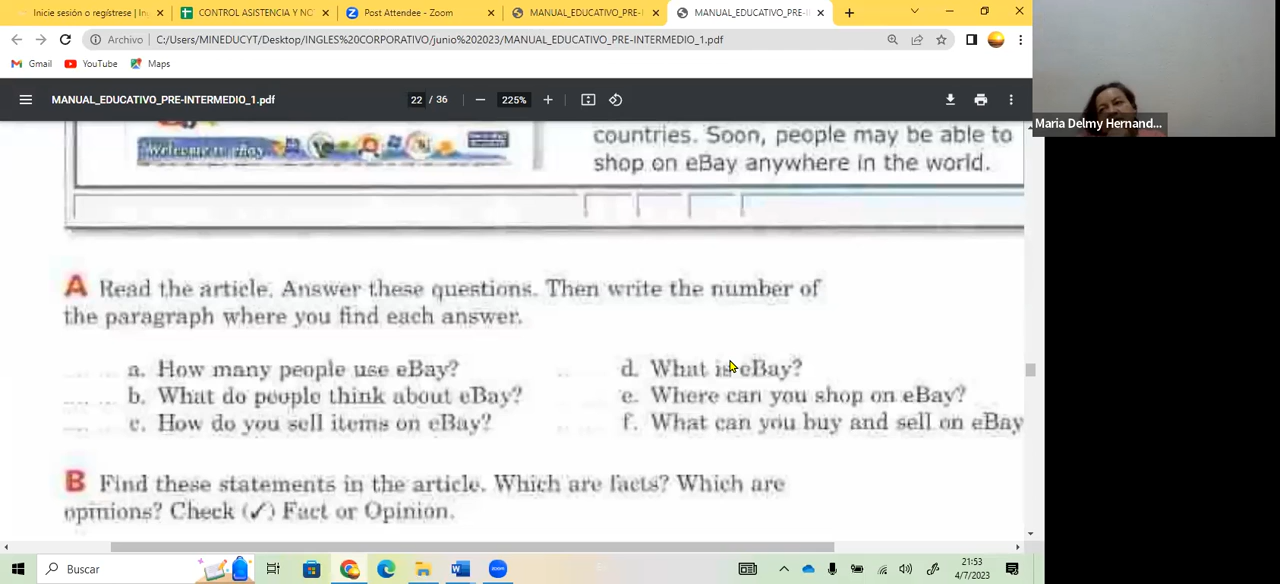 Inicie sesión o regístrese | In
CONTROL ASISTENCIA Y NO
Post Attendee - Zoom
MANUAL_EDUCATIVO_PRE-I
MANUAL_EDUCATIVO_PRE-I
Archivo C:/Users/MINEDUCYT/Desktop/INGLES%20CORPORATIVO/junio%202023/MANUAL_EDUCATIVO_PRE-INTERMEDIO_1.pdf
Gmail YouTube Maps
MANUAL_EDUCATIVO_PRE-INTERMEDIO_1.pdf 22 / 36 225%
Maria Delmy Hernand...
Welcome to eBay
countries. Soon, people may be able to
shop on eBay anywhere in the world.
A Read the article. Answer these questions. Then write the number of
the paragraph where you find each answer.
a. How many people use eBay?
b. What do people think about eBay?
c. How do you sell items on eBay?
d. What is eBay?
e. Where can you shop on eBay?
f. What can you buy and sell on eBay
B Find these statements in the article. Which are facts? Which are
opinions? Check (✓) Fact or Opinion.
Buscar
zoom
21:53
4/7/2023